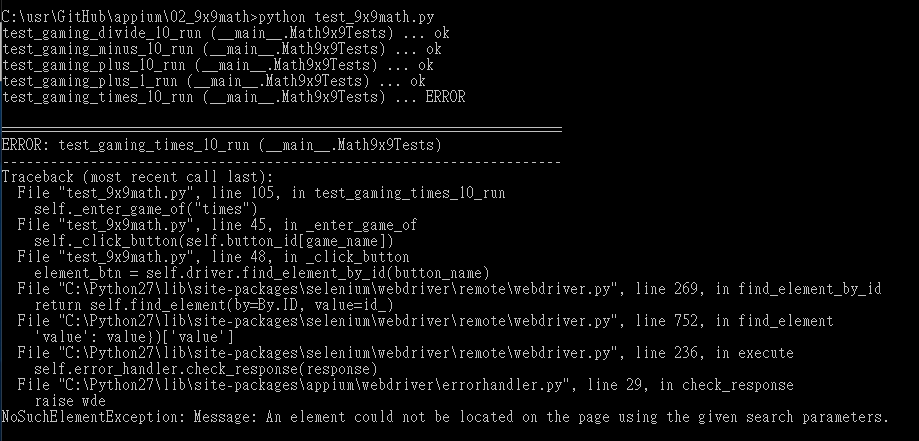 C:\usr\GitHub\appium\02_9x9math>python test_9x9math.py
test_gaming_divide_10_run (__main__.Math9x9Tests) ... ok
test_gaming_minus_10_run (__main__.Math9x9Tests) ... ok
test_gaming_plus_10_run (__main__.Math9x9Tests) ... ok
test_gaming_plus_1_run (__main__.Math9x9Tests) ... ok
test_gaming_times_10_run (__main__.Math9x9Tests) ... ERROR
======================================================================
ERROR: test_gaming_times_10_run (__main__.Math9x9Tests)
----------------------------------------------------------------------
Traceback (most recent call last):
  File "test_9x9math.py", line 105, in test_gaming_times_10_run
    self._enter_game_of("times")
  File "test_9x9math.py", line 45, in _enter_game_of
    self._click_button(self.button_id[game_name])
  File "test_9x9math.py", line 48, in _click_button
    element_btn = self.driver.find_element_by_id(button_name)
  File "C:\Python27\lib\site-packages\selenium\webdriver\remote\webdriver.py", line 269, in find_element_by_id
    return self.find_element(by=By.ID, value=id_)
  File "C:\Python27\lib\site-packages\selenium\webdriver\remote\webdriver.py", line 752, in find_element
    'value': value})['value']
  File "C:\Python27\lib\site-packages\selenium\webdriver\remote\webdriver.py", line 236, in execute
    self.error_handler.check_response(response)
  File "C:\Python27\lib\site-packages\appium\webdriver\errorhandler.py", line 29, in check_response
    raise wde
NoSuchElementException: Message: An element could not be located on the page using the given search parameters.